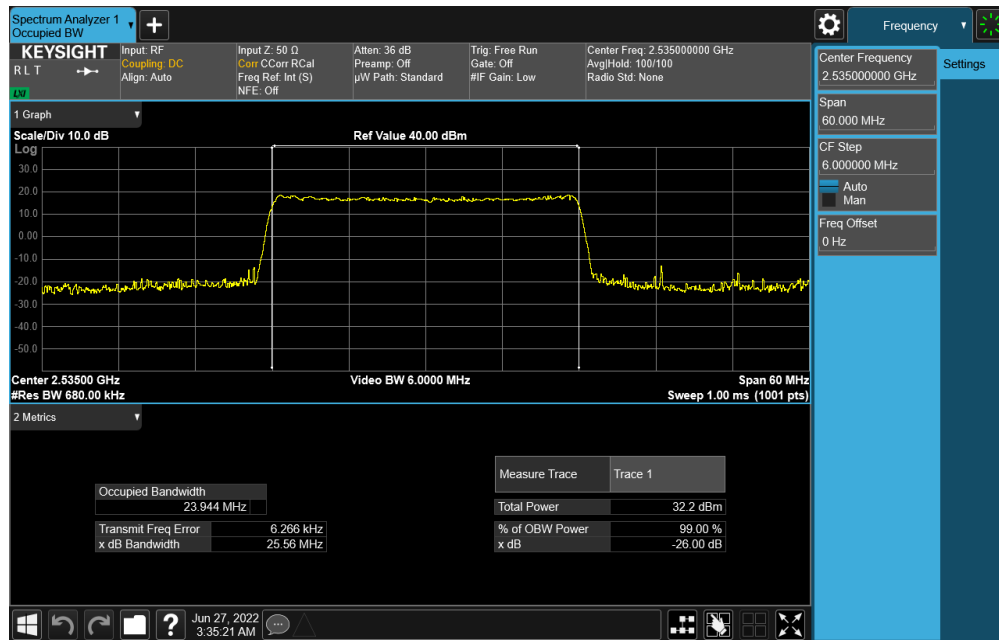 Spectrum Analyzer 1
Occupied BW
Frequency
KEYSIGHT
R L T
LXI
Input: RF
Coupling: DC
Align: Auto
Input Z: 50 Ω
Corr CCorr RCal
Freq Ref: Int (S)
NFE: Off
Atten: 36 dB
Preamp: Off
µW Path: Standard
Trig: Free Run
Gate: Off
#IF Gain: Low
Center Freq: 2.535000000 GHz
Avg|Hold: 100/100
Radio Std: None
Center Frequency
2.535000000 GHz
Settings
Span
60.000 MHz
CF Step
6.000000 MHz
Auto
Man
Freq Offset
0 Hz
1 Graph
Scale/Div 10.0 dB
Ref Value 40.00 dBm
Log
30.0
20.0
10.0
0.00
-10.0
-20.0
-30.0
-40.0
-50.0
Center 2.53500 GHz
Video BW 6.0000 MHz
Span 60 MHz
#Res BW 680.00 kHz
Sweep 1.00 ms (1001 pts)
2 Metrics
Measure Trace Trace 1
Occupied Bandwidth
23.944 MHz
Total Power 32.2 dBm
Transmit Freq Error 6.266 kHz
% of OBW Power 99.00 %
x dB Bandwidth 25.56 MHz
x dB -26.00 dB
Jun 27, 2022
3:35:21 AM